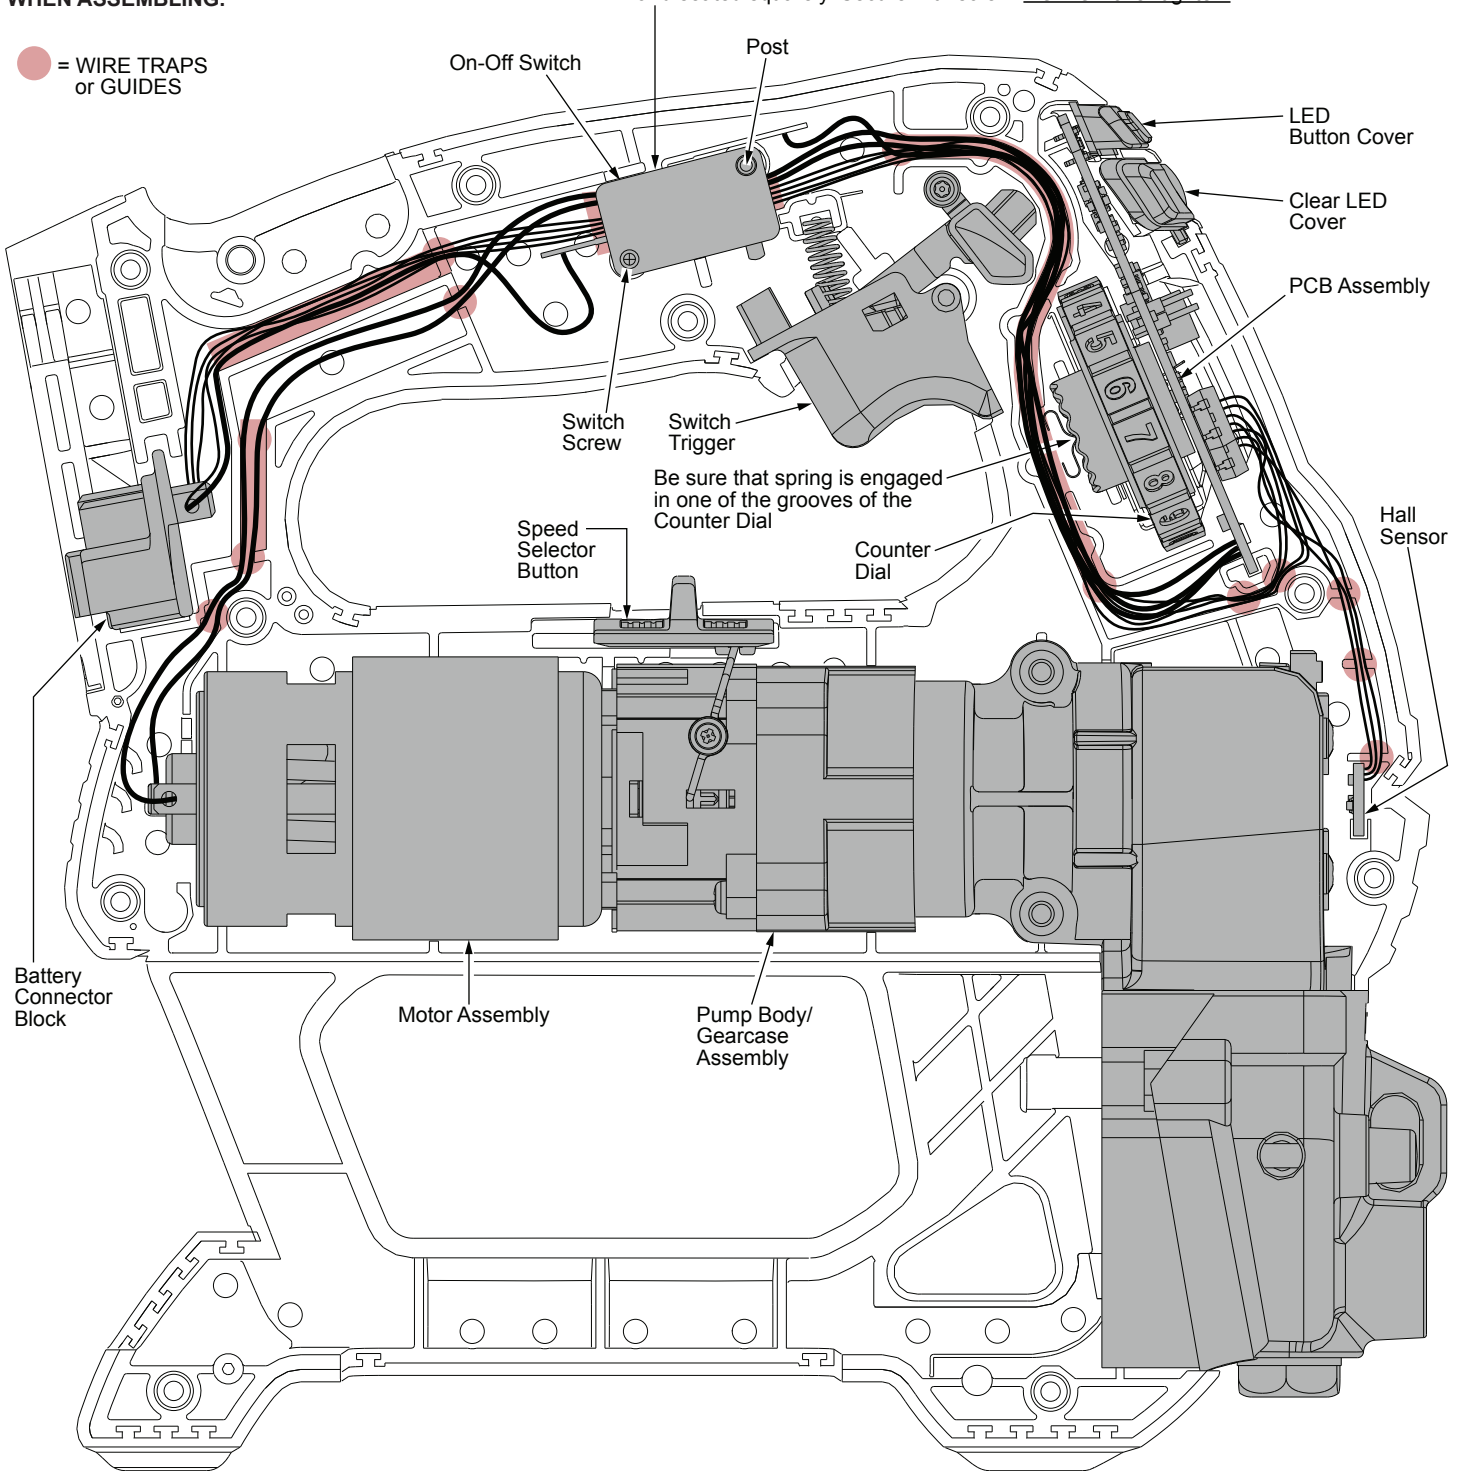 WHEN ASSEMBLING:
= WIRE TRAPS
or GUIDES
On-Off Switch
Post
LED
Button Cover
Clear LED
Cover
PCB Assembly
Switch
Screw
Switch
Trigger
Be sure that spring is engaged
in one of the grooves of the
Counter Dial
Speed
Selector
Button
Counter
Dial
Hall
Sensor
4
5
6
7
8
Battery
Connector
Block
Motor Assembly
Pump Body/
Gearcase
Assembly